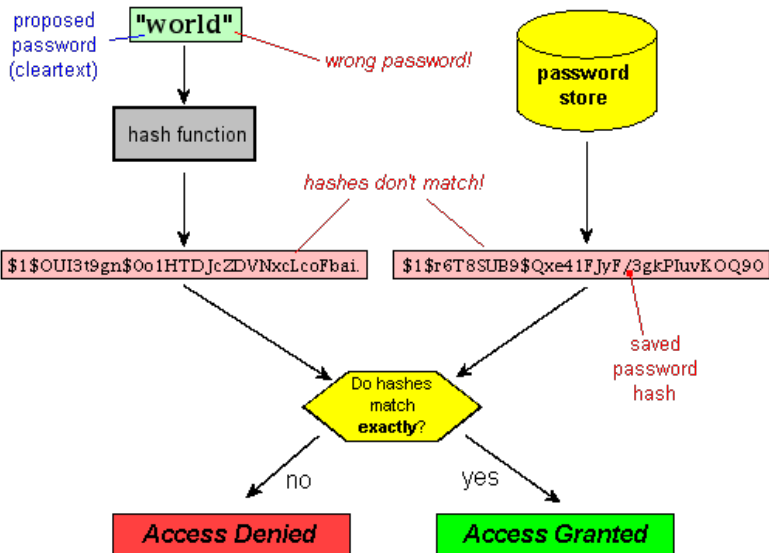 proposed
password
(cleartext)
"world"
wrong password!
password
store
hash function
hashes don't match!
$1$OUI3t9gn$0o1HTDJcZDVNxcLcoFbai.
$1$r6T8SUB9$Qxe41FJyF/3gkPIuvKOQ90
saved
password
hash
Do hashes
match
exactly?
no
yes
Access Denied
Access Granted